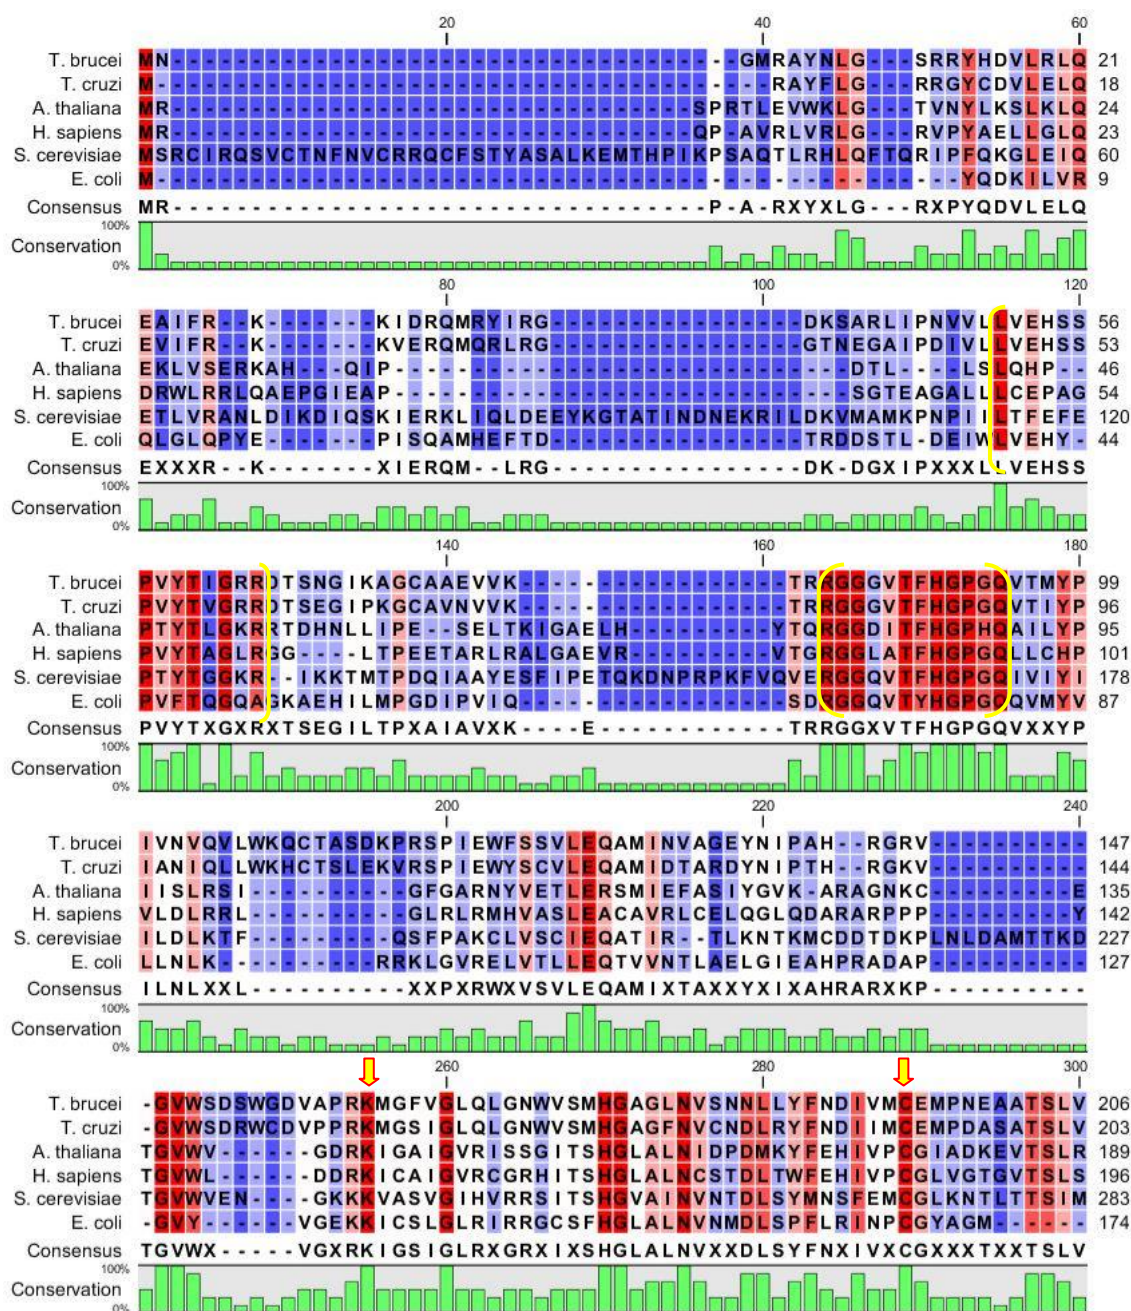 20 40 60
T. brucei MN------------------------------------GMRAYNLG---SRRYHDVLRLQ 21
T. cruzi M---------------------------------------RAYFLG---RRGYCDVLELQ 18
A. thaliana MR---------------------------------SPRTLEVWKLG---TVNYLKSLKLQ 24
H. sapiens MR---------------------------------QP-AVRLVRLG---RVPYAELLGLQ 23
S. cerevisiae MSRCIRQSVCTNFNVCRRQCFSTYASALKEMTHPIKPSAQTLRHLQFTQRIPFQKGLEIQ 60
E. coli M---------------------------------------------------YQDKILVR 9
Consensus MR----------------------------------P-A-RXYXLG---RXPYQDVLELQ
100%
Conservation
0%
80 100 120
T. brucei EAIFR--K-------KIDRQMRYIRG----------------DKSARLIPNVVLLVEHSS 56
T. cruzi EVIFR--K-------KVERQMQRLRG----------------GTNEGAIPDIVLLVEHSS 53
A. thaliana EKLVSERKAH---QIP-----------------------------DTL----LSLQHP-- 46
H. sapiens DRWLRRLQAEPGIEAP-----------------------------SGTEAGALLLCEPAG 54
S. cerevisiae ETLVRANLDIKDIQSKIERKLIQLDEEYKGTATINDNEKRILDKVMAMKPNPIILTFEFE 120
E. coli QLGLQPYE-------PISQAMHEFTD----------------TRDDSTL-DEIWLVEHY- 44
Consensus EXXXR--K-------XIERQM--LRG----------------DK-DGXIPXXXLLVEHSS
100%
Conservation
0%
140 160 180
T. brucei PVYTIGRRDTSNGIKAGCAAEVVK-----------------TRRGGGVTFHGPGQVTMYP 99
T. cruzi PVYTVGRRDTSEGIPKGCAVNVVK-----------------TRRGGGVTFHGPGQVTIYP 96
A. thaliana PTYTLGKRRTDHNLLIPE--SELTKIGAELH---------YTQRGGDITFHGPHQAILYP 95
H. sapiens PVYTAGLRGG----LTPEETARLRALGAEVR---------VTGRGGLATFHGPGQLLCHP 101
S. cerevisiae PTYTGGKR--IKKTMTPDQIAAYESFIPETQKDNPRPKFVQVERGGQVTYHGPGQIVIYI 178
E. coli PVFTQGQAGKAEHILMPGDIPVIQ-----------------SDRGGQVTYHGPGQQVMYV 87
Consensus PVYTXGXRXTSEGILTPXAIAVXK----E------------TRRGGXVTFHGPGQVXXYP
100%
Conservation
0%
200 220 240
T. brucei IVNVQVLWKQCTASDKPRSPIEWFSSVLEQAMINVAGEYNIPAH--RGRV---------- 147
T. cruzi IANIQLLWKHCTSLEKVRSPIEWYSSVLEQAMIDTARDYNIPTH--RGKV---------- 144
A. thaliana IISLRSI----------GFGARNYVETLERSMIEFASIYGVK-ARAGNKC---------E 135
H. sapiens VLDLRRL----------GLRLRMHVASLEACAVRLCELQGLQDARARPPP---------Y 142
S. cerevisiae ILDLKTF---------QSFPAKCLVSCIEQATIR--TLKNTKMCDDTDKPLNLDAMTTKD 227
E. coli LLNLK----------RRKLGVRELVTLLEQTVVNTLAELGIEAHPRADAP---------- 127
Consensus ILNLXXL----------XXPXRWXVSVLEQAMIXTAXXYXIXAHRARXKP----------
100%
Conservation
0%
260 280 300
T. brucei -GVWSDSWGDVAPRKMGFVGLQLGNWVSMHGAGLNVSNNLLYFNDIVMCEMPNEAATSLV 206
T. cruzi -GVWSDRWCDVPPRKMGSIGLQLGNWVSMHGAGFNVCNDLRYFNDIIMCEMPDASATSLV 203
A. thaliana TGVWV------GDRKIGAIGVRISSGITSHGLALNIDPDMKYFEHIVPCGIADKEVTSLR 189
H. sapiens TGVWL------DDRKICAIGVRCGRHITSHGLALNCSTDLTWFEHIVPCGLVGTGVTSLS 196
S. cerevisiae TGVWVEN----GKKKVASVGIHVRRSITSHGVAINVNTDLSYMNSFEMCGLKNTLTTSIM 283
E. coli -GVY------VGEKKICSLGLRIRRGCSFHGLALNVNMDLSPFLRINPCGYAGM------ 174
Consensus TGVWX-----VGXRKIGSIGLRXGRXIXSHGLALNVXXDLSYFNXIVXCGXXXTXXTSLV
100%
Conservation
0%